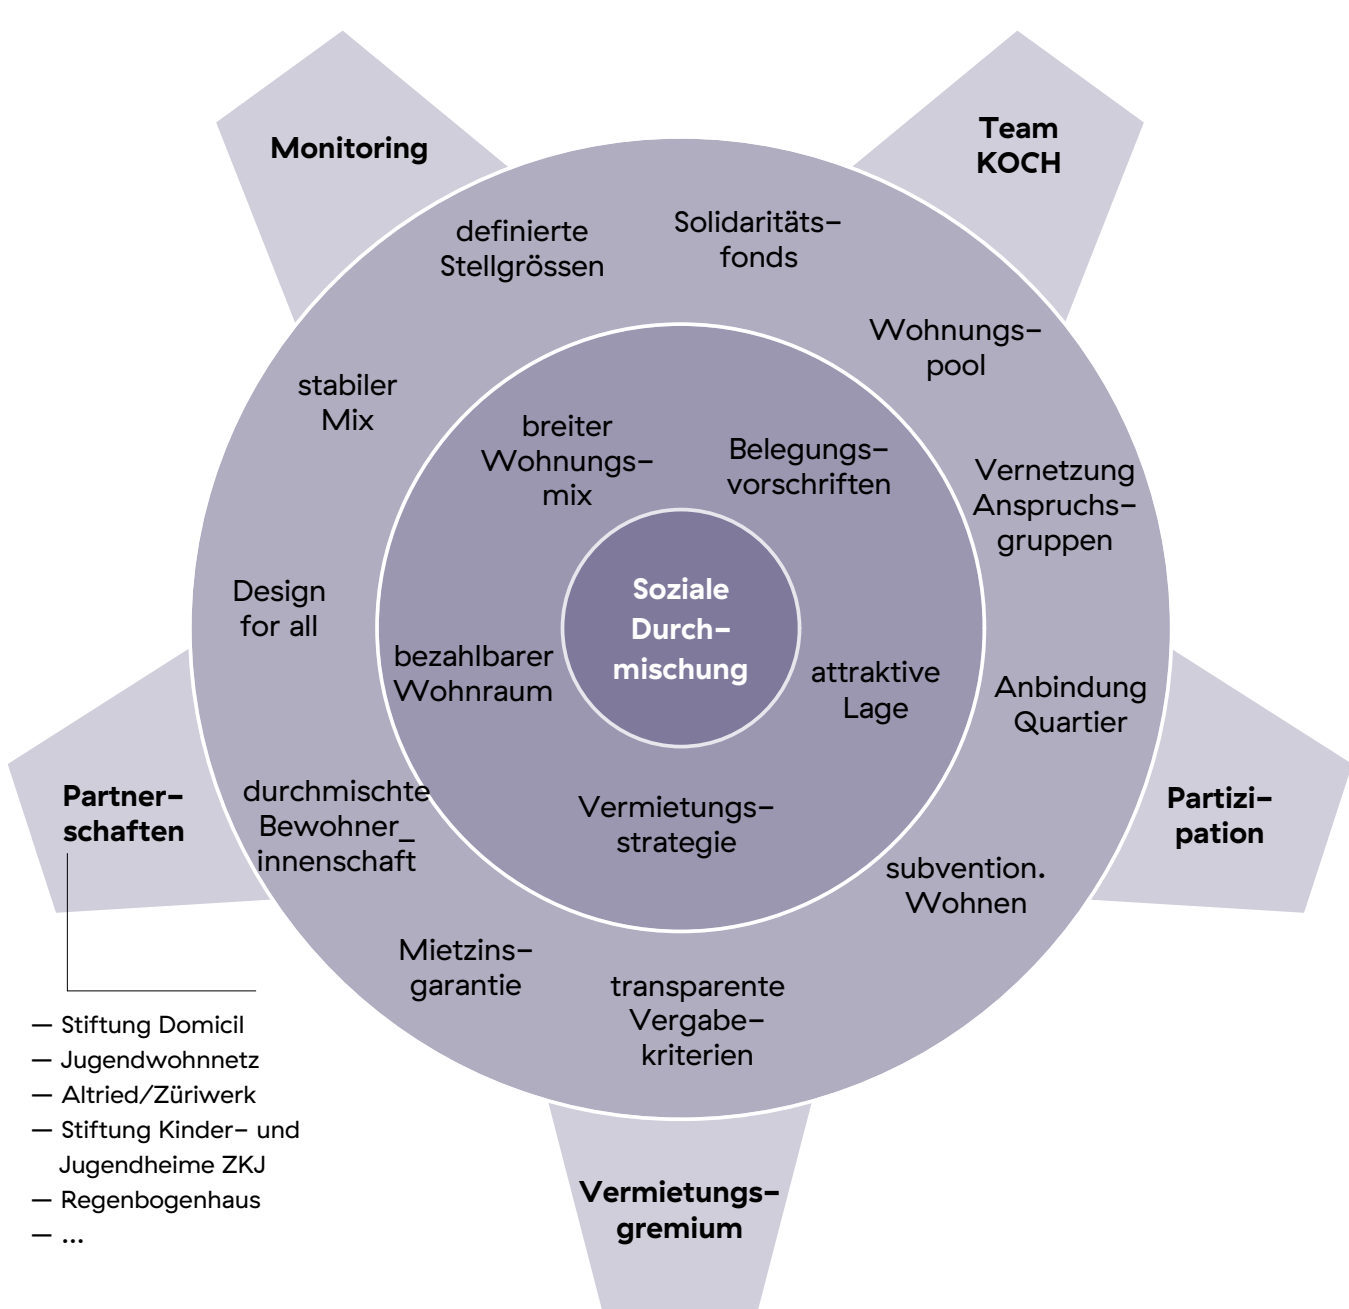 Monitoring
Team
KOCH
definierte
Stellgrössen
Solidaritäts–
fonds
Wohnungs–
pool
stabiler
Mix
breiter
Wohnungs–
mix
Belegungs–
vorschriften
Vernetzung
Anspruchs–
gruppen
Design
for all
Soziale
Durch–
mischung
bezahlbarer
Wohnraum
attraktive
Lage
Anbindung
Quartier
Partner–
schaften
durchmischte
Bewohner_
innenschaft
Vermietungs–
strategie
Partizi–
pation
subvention.
Wohnen
Mietzins–
garantie
transparente
Vergabe–
kriterien
— Stiftung Domicil
— Jugendwohnnetz
— Altried/Züriwerk
— Stiftung Kinder– und
Jugendheime ZKJ
— Regenbogenhaus
— ...
Vermietungs–
gremium